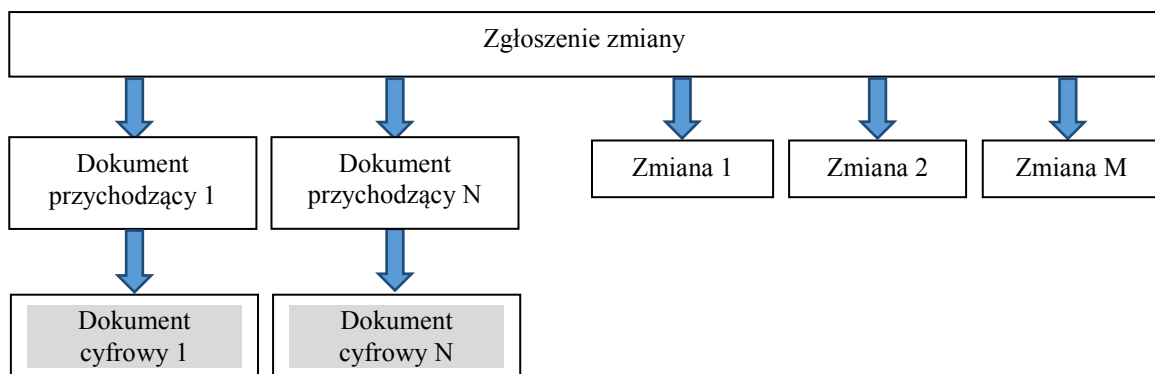 Zgłoszenie zmiany
Dokument
przychodzący 1
Dokument
przychodzący N
Zmiana 1
Zmiana 2
Zmiana M
Dokument
cyfrowy 1
Dokument
cyfrowy N